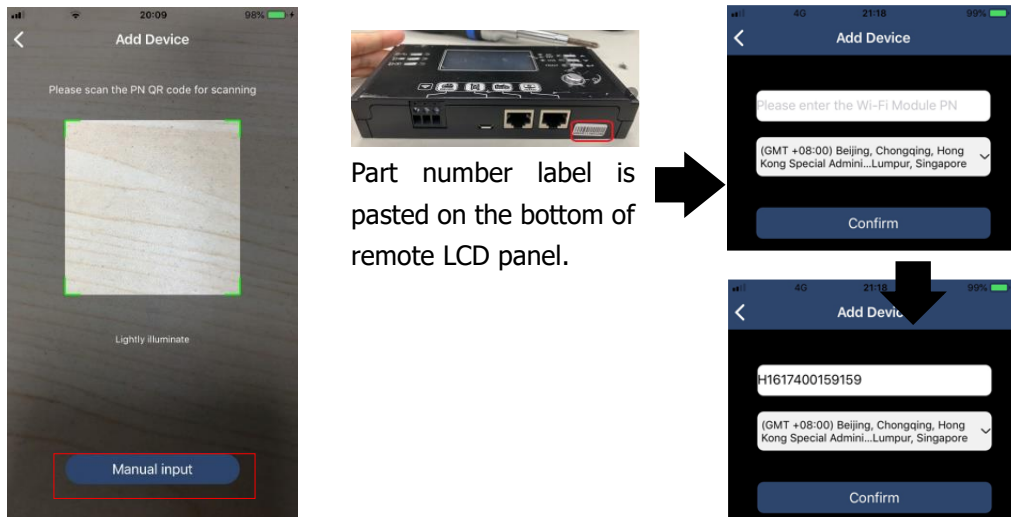 20:09
98%
Add Device
Please scan the PN QR code for scanning
Lightly illuminate
Manual input
Part number label is
pasted on the bottom of
remote LCD panel.
4G 21:18 99%
Add Device
Please enter the Wi-Fi Module PN
(GMT +08:00) Beijing, Chongqing, Hong
Kong Special Admini...Lumpur, Singapore
Confirm
4G 21:18 99%
Add Devic
H1617400159159
(GMT +08:00) Beijing, Chongqing, Hong
Kong Special Admini...Lumpur, Singapore
Confirm